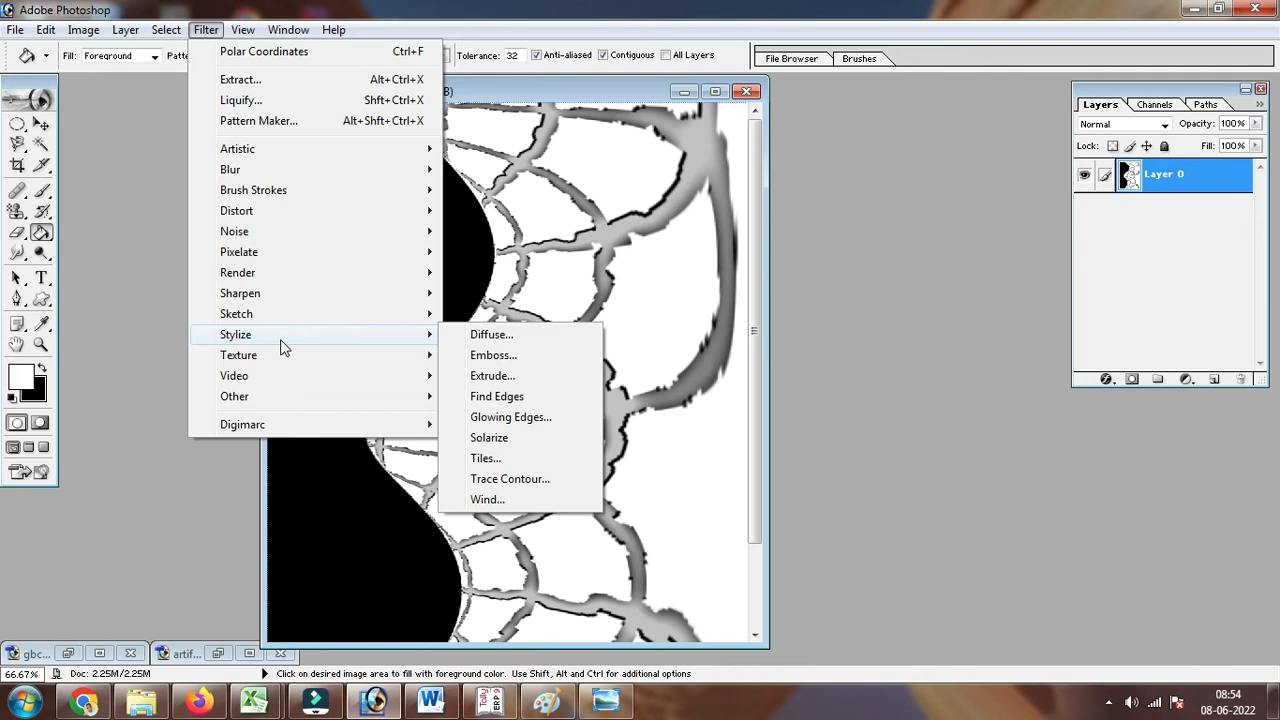 Adobe Photoshop
File Edit Image Layer Select Filter View Window Help
Fill: Foreground Tolerance: 32 Anti-aliased Contiguous All Layers File Browser Brushes
Polar Coordinates Ctrl+F
Extract... Alt+Ctrl+X
Liquify... Shft+Ctrl+X
Pattern Maker... Alt+Shft+Ctrl+X
Artistic
Blur
Brush Strokes
Distort
Noise
Pixelate
Render
Sharpen
Sketch
Stylize
Texture
Video
Other
Digimarc
Diffuse...
Emboss...
Extrude...
Find Edges
Glowing Edges...
Solarize
Tiles...
Trace Contour...
Wind...
Layers Channels Paths
Normal Opacity: 100%
Lock: Fill: 100%
Layer 0
gbc... artif...
66.67% Doc: 2.25M/2.25M Click on desired image area to fill with foreground color. Use Shift, Alt and Ctrl for additional options
08:54
08-06-2022